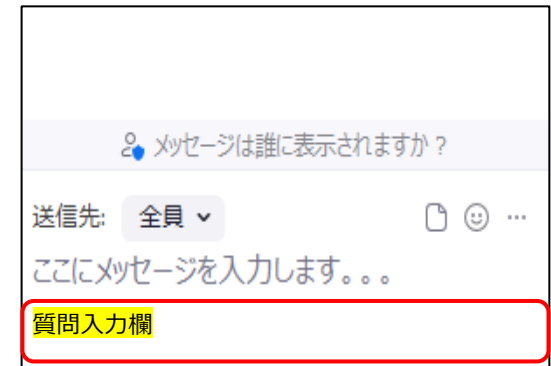 メッセージは誰に表示されますか？
送信先: 全員
ここにメッセージを入力します。。。
質問入力欄